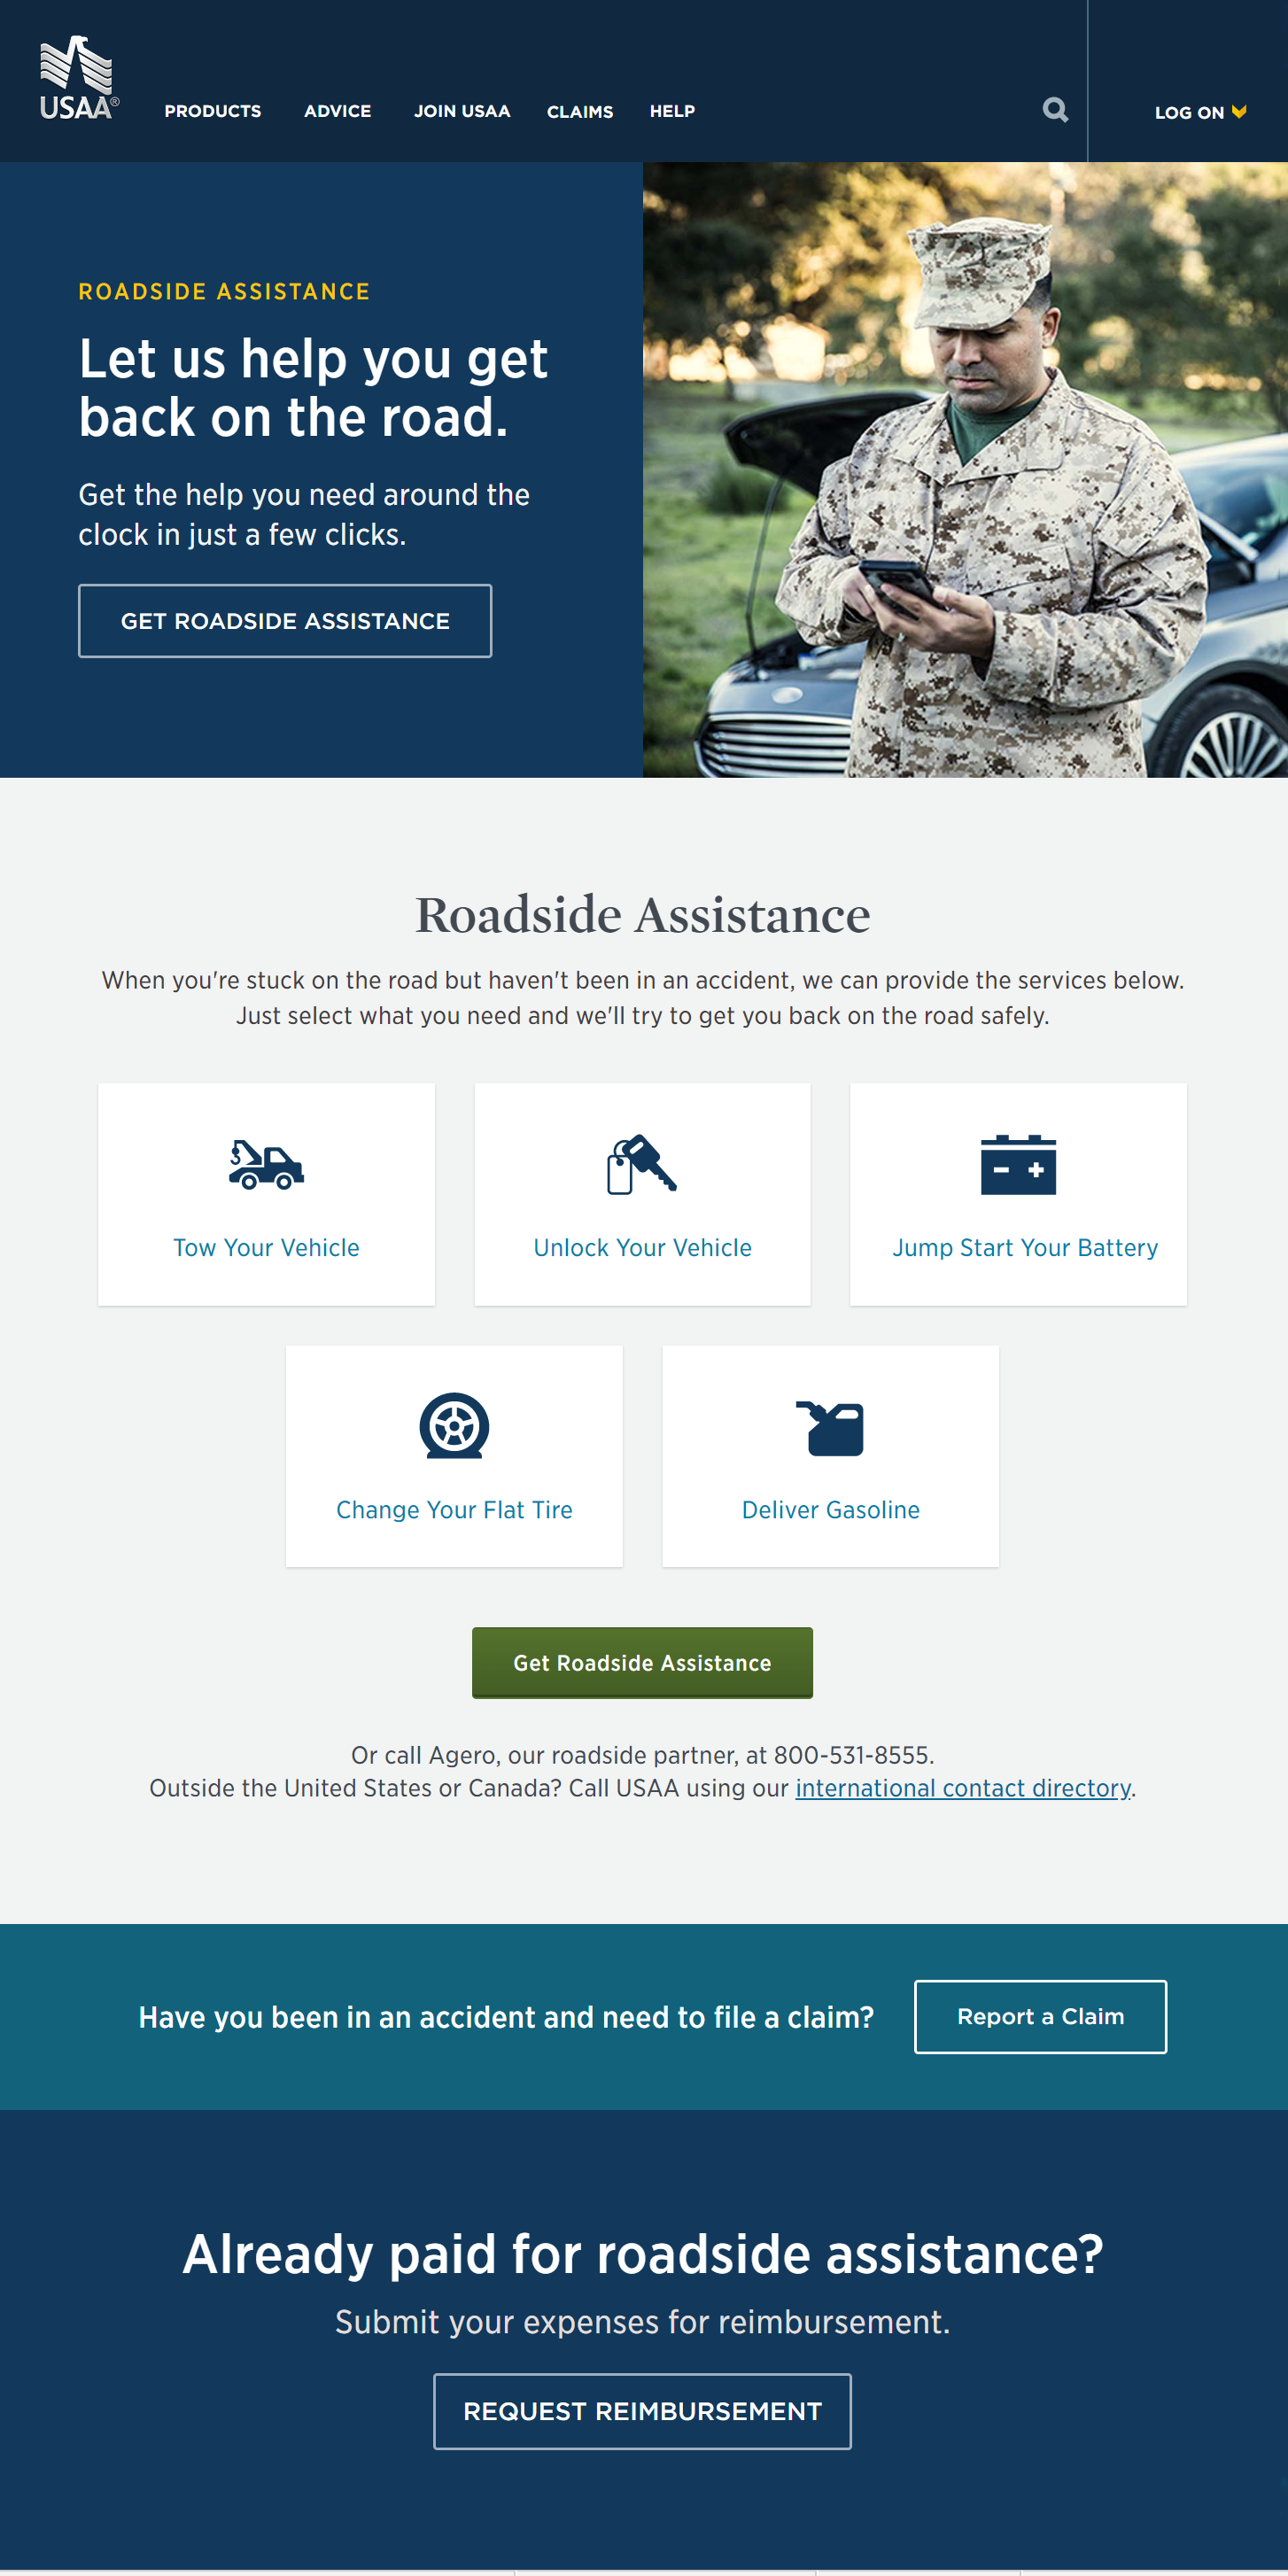 USAA®
PRODUCTS
ADVICE
JOIN USAA
CLAIMS
HELP
LOG ON
ROADSIDE ASSISTANCE
Let us help you get
back on the road.
Get the help you need around the
clock in just a few clicks.
GET ROADSIDE ASSISTANCE
Roadside Assistance
When you're stuck on the road but haven't been in an accident, we can provide the services below.
Just select what you need and we'll try to get you back on the road safely.
Tow Your Vehicle
Unlock Your Vehicle
Jump Start Your Battery
Change Your Flat Tire
Deliver Gasoline
Get Roadside Assistance
Or call Agero, our roadside partner, at 800-531-8555.
Outside the United States or Canada? Call USAA using our international contact directory.
Have you been in an accident and need to file a claim?
Report a Claim
Already paid for roadside assistance?
Submit your expenses for reimbursement.
REQUEST REIMBURSEMENT